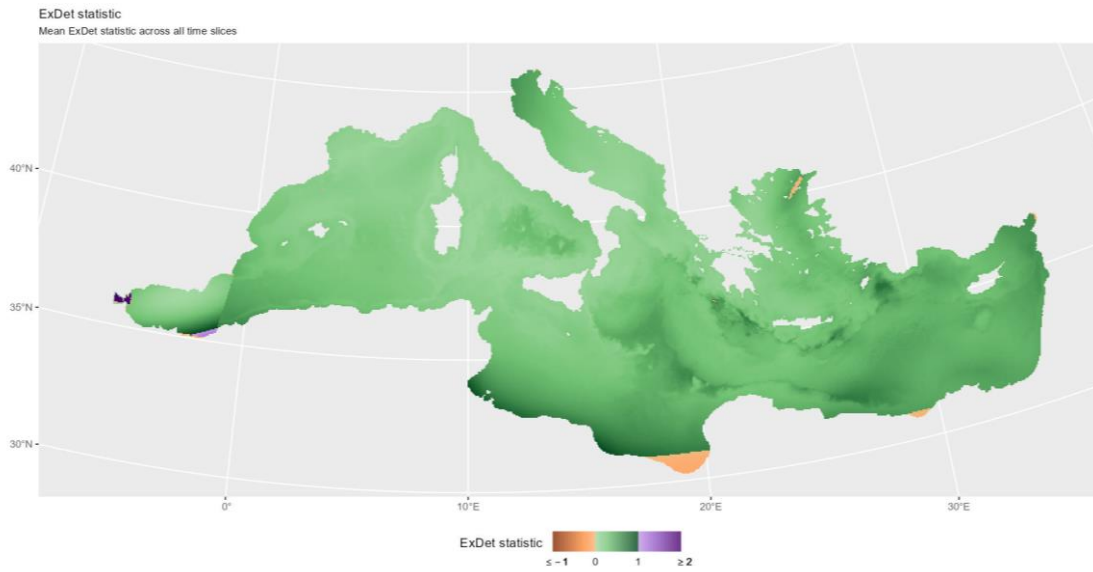 ExDet statistic
Mean ExDet statistic across all time slices
40°N
35°N
30°N
0°
10°E
20°E
30°E
ExDet statistic
≤ −1 0 1 ≥ 2